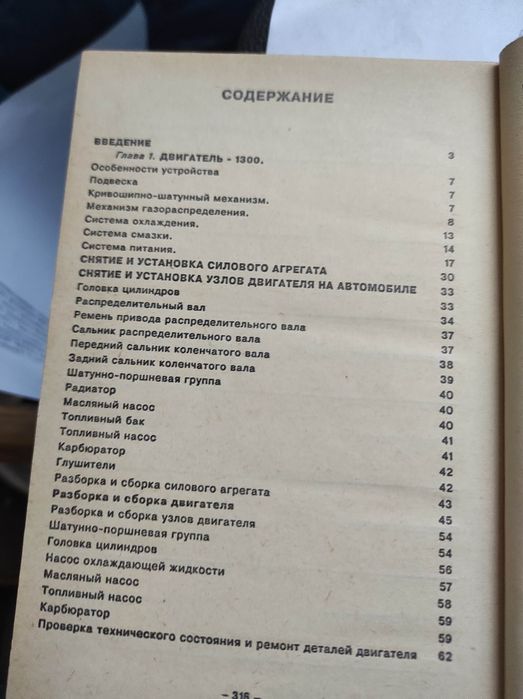 СОДЕРЖАНИЕ
ВВЕДЕНИЕ 3
Глава 1. ДВИГАТЕЛЬ - 1300.
Особенности устройства 7
Подвеска 7
Кривошипно-шатунный механизм. 7
Механизм газораспределения. 8
Система охлаждения. 13
Система смазки. 14
Система питания. 17
СНЯТИЕ И УСТАНОВКА СИЛОВОГО АГРЕГАТА 30
СНЯТИЕ И УСТАНОВКА УЗЛОВ ДВИГАТЕЛЯ НА АВТОМОБИЛЕ 33
Головка цилиндров 33
Распределительный вал 34
Ремень привода распределительного вала 37
Сальник распределительного вала 37
Передний сальник коленчатого вала 38
Задний сальник коленчатого вала 39
Шатунно-поршневая группа 40
Радиатор 40
Масляный насос 40
Топливный бак 41
Топливный насос 41
Карбюратор 42
Глушители 42
Разборка и сборка силового агрегата 43
Разборка и сборка двигателя 45
Разборка и сборка узлов двигателя 54
Шатунно-поршневая группа 54
Головка цилиндров 56
Насос охлаждающей жидкости 57
Масляный насос 58
Топливный насос 59
Карбюратор 59
Проверка технического состояния и ремонт деталей двигателя 62
– 316 –